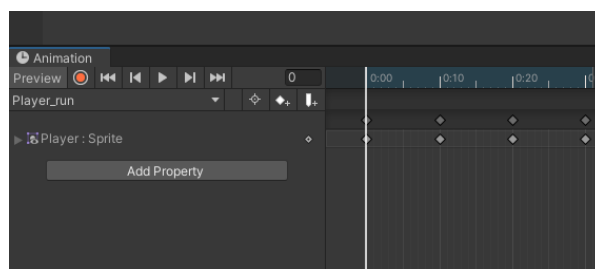 Animation
Preview 0 0:00 0:10 0:20
Player_run
Player : Sprite
Add Property